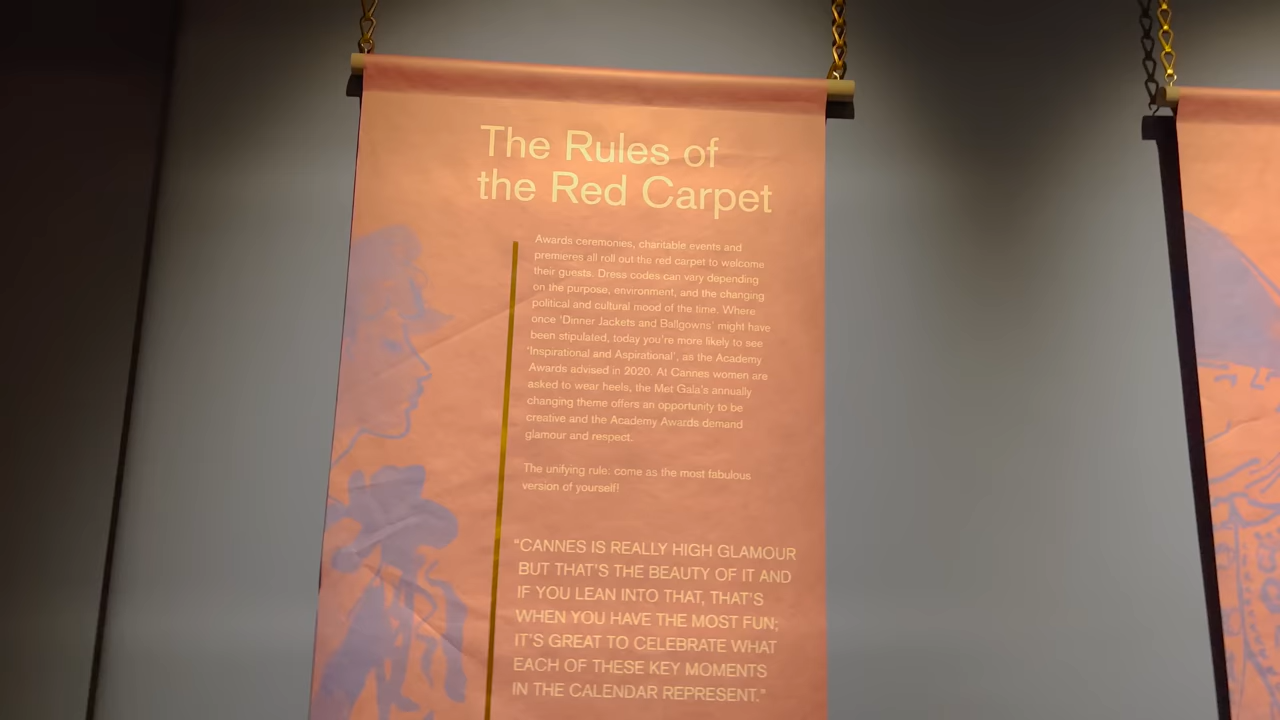 The Rules of
the Red Carpet
Awards ceremonies, charitable events and
premieres all roll out the red carpet to welcome
their guests. Dress codes can vary depending
on the purpose, environment, and the changing
political and cultural mood of the time. Where
once 'Dinner Jackets and Ballgowns' might have
been stipulated, today you're more likely to see
'Inspirational and Aspirational', as the Academy
Awards advised in 2020. At Cannes women are
asked to wear heels, the Met Gala's annually
changing theme offers an opportunity to be
creative and the Academy Awards demand
glamour and respect.
The unifying rule: come as the most fabulous
version of yourself!
"CANNES IS REALLY HIGH GLAMOUR
BUT THAT'S THE BEAUTY OF IT AND
IF YOU LEAN INTO THAT, THAT'S
WHEN YOU HAVE THE MOST FUN;
IT'S GREAT TO CELEBRATE WHAT
EACH OF THESE KEY MOMENTS
IN THE CALENDAR REPRESENT."